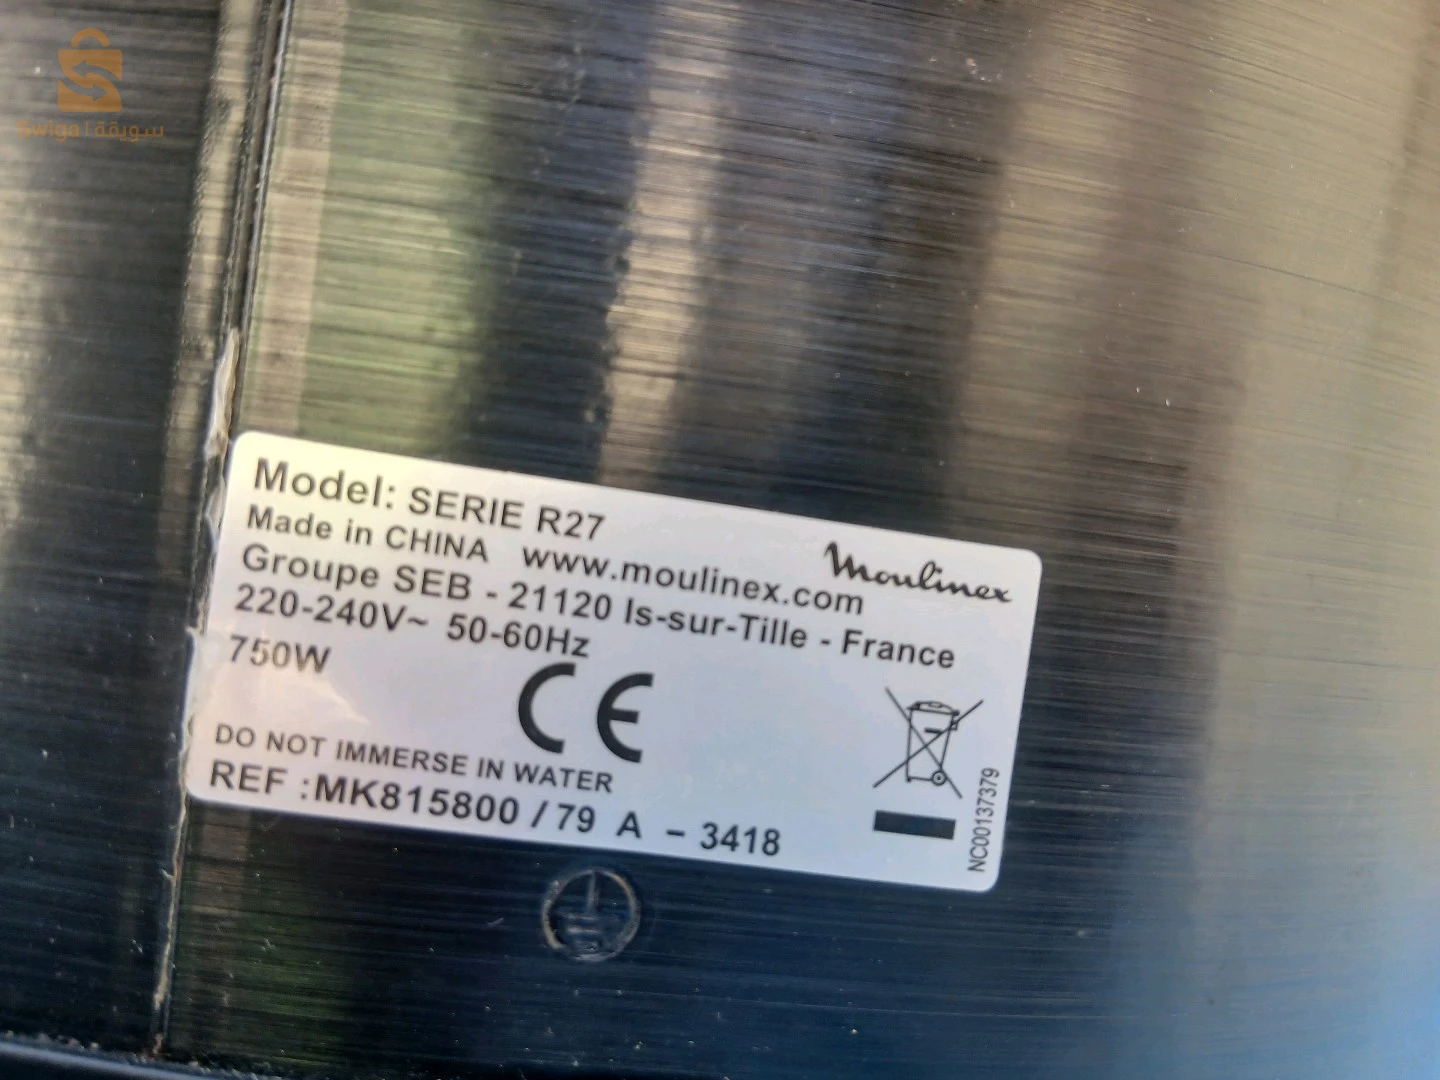 Swiqa | سويقة
Model: SERIE R27
Made in CHINA www.moulinex.com
Moulinex
Groupe SEB - 21120 Is-sur-Tille - France
220-240V~ 50-60Hz
750W
CE
DO NOT IMMERSE IN WATER
REF :MK815800 / 79 A - 3418
NC00137379